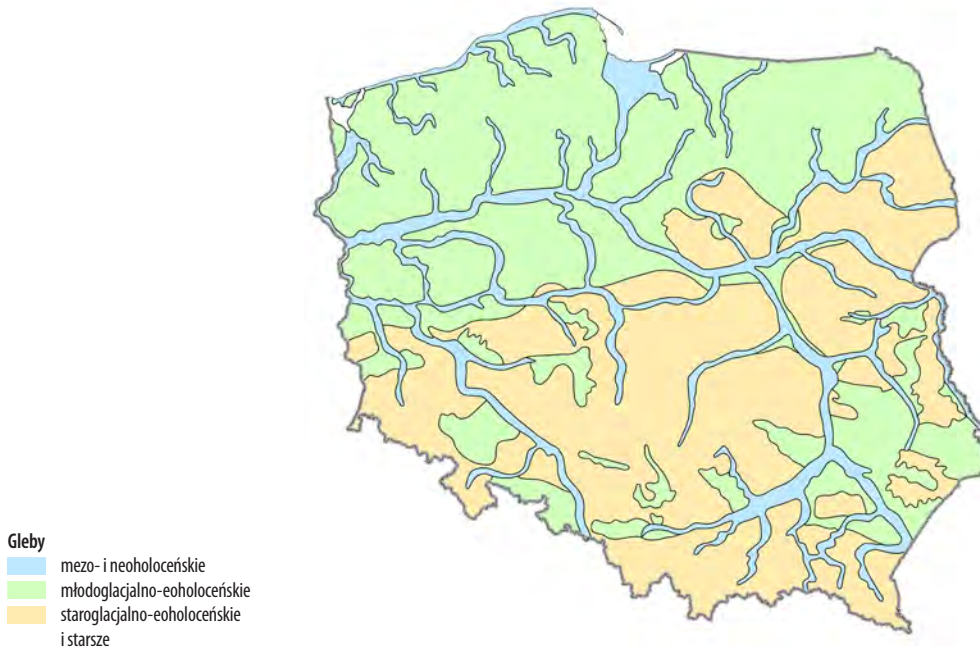 Gleby
mezo- i neoholoceńskie
młodoglacjalno-eoholoceńskie
staroglacjalno-eoholoceńskie
i starsze